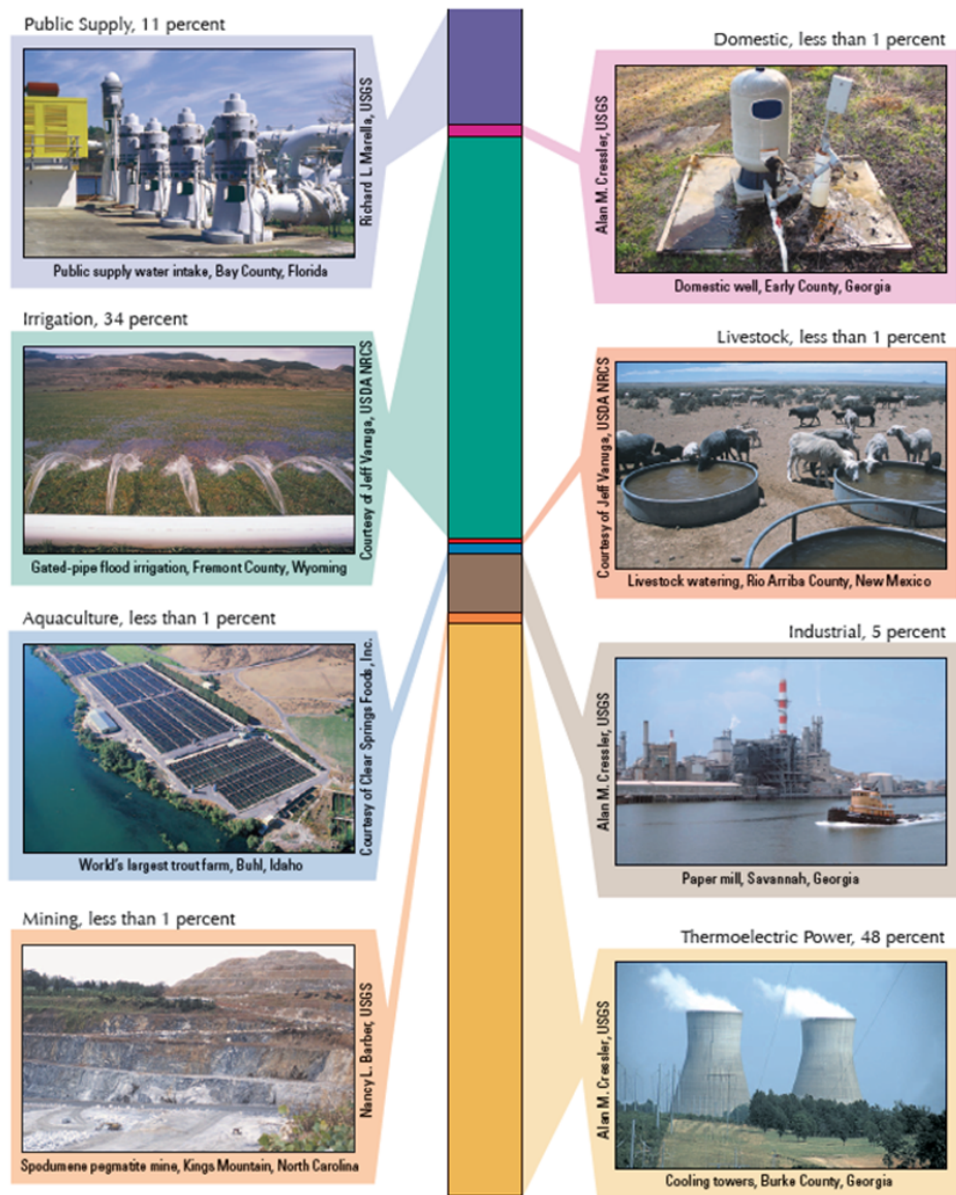 Public Supply, 11 percent
Richard L. Marella, USGS
Public supply water intake, Bay County, Florida
Domestic, less than 1 percent
Alan M. Cressler, USGS
Domestic well, Early County, Georgia
Irrigation, 34 percent
Courtesy of Jeff Vanuga, USDA NRCS
Gated-pipe flood irrigation, Fremont County, Wyoming
Livestock, less than 1 percent
Courtesy of Jeff Vanuga, USDA NRCS
Livestock watering, Rio Arriba County, New Mexico
Aquaculture, less than 1 percent
Courtesy of Clear Springs Foods, Inc.
World's largest trout farm, Buhl, Idaho
Industrial, 5 percent
Alan M. Cressler, USGS
Paper mill, Savannah, Georgia
Mining, less than 1 percent
Nancy L. Barber, USGS
Spodumene pegmatite mine, Kings Mountain, North Carolina
Thermoelectric Power, 48 percent
Alan M. Cressler, USGS
Cooling towers, Burke County, Georgia